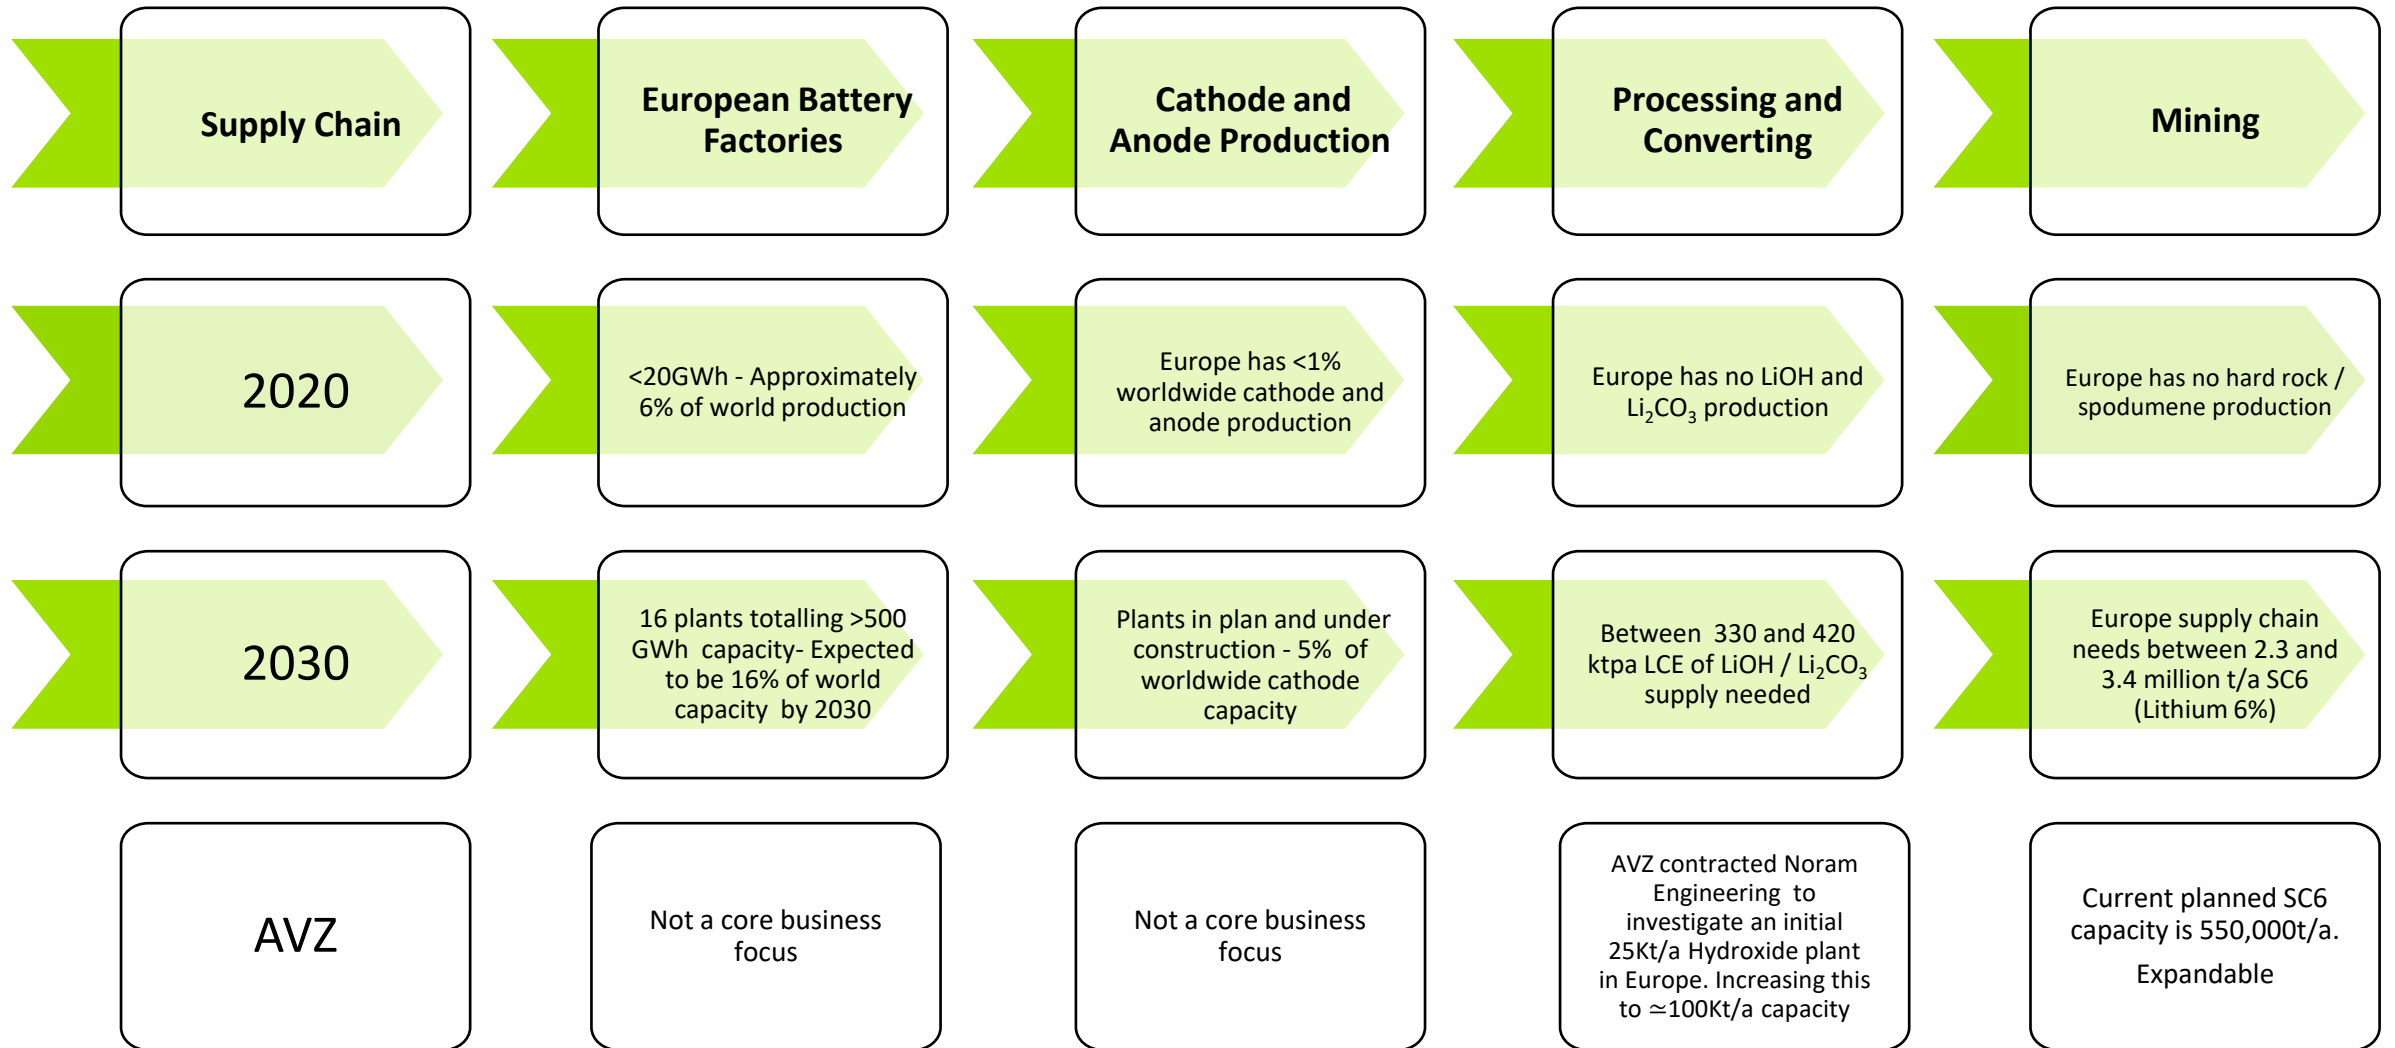 Supply Chain
European Battery
Factories
Cathode and
Anode Production
Processing and
Converting
Mining
2020
<20GWh - Approximately
6% of world production
Europe has <1%
worldwide cathode and
anode production
Europe has no LiOH and
Li₂CO₃ production
Europe has no hard rock /
spodumene production
2030
16 plants totalling >500
GWh capacity- Expected
to be 16% of world
capacity by 2030
Plants in plan and under
construction - 5% of
worldwide cathode
capacity
Between 330 and 420
ktpa LCE of LiOH / Li₂CO₃
supply needed
Europe supply chain
needs between 2.3 and
3.4 million t/a SC6
(Lithium 6%)
AVZ
Not a core business
focus
Not a core business
focus
AVZ contracted Noram
Engineering to
investigate an initial
25Kt/a Hydroxide plant
in Europe. Increasing this
to ≃100Kt/a capacity
Current planned SC6
capacity is 550,000t/a.
Expandable